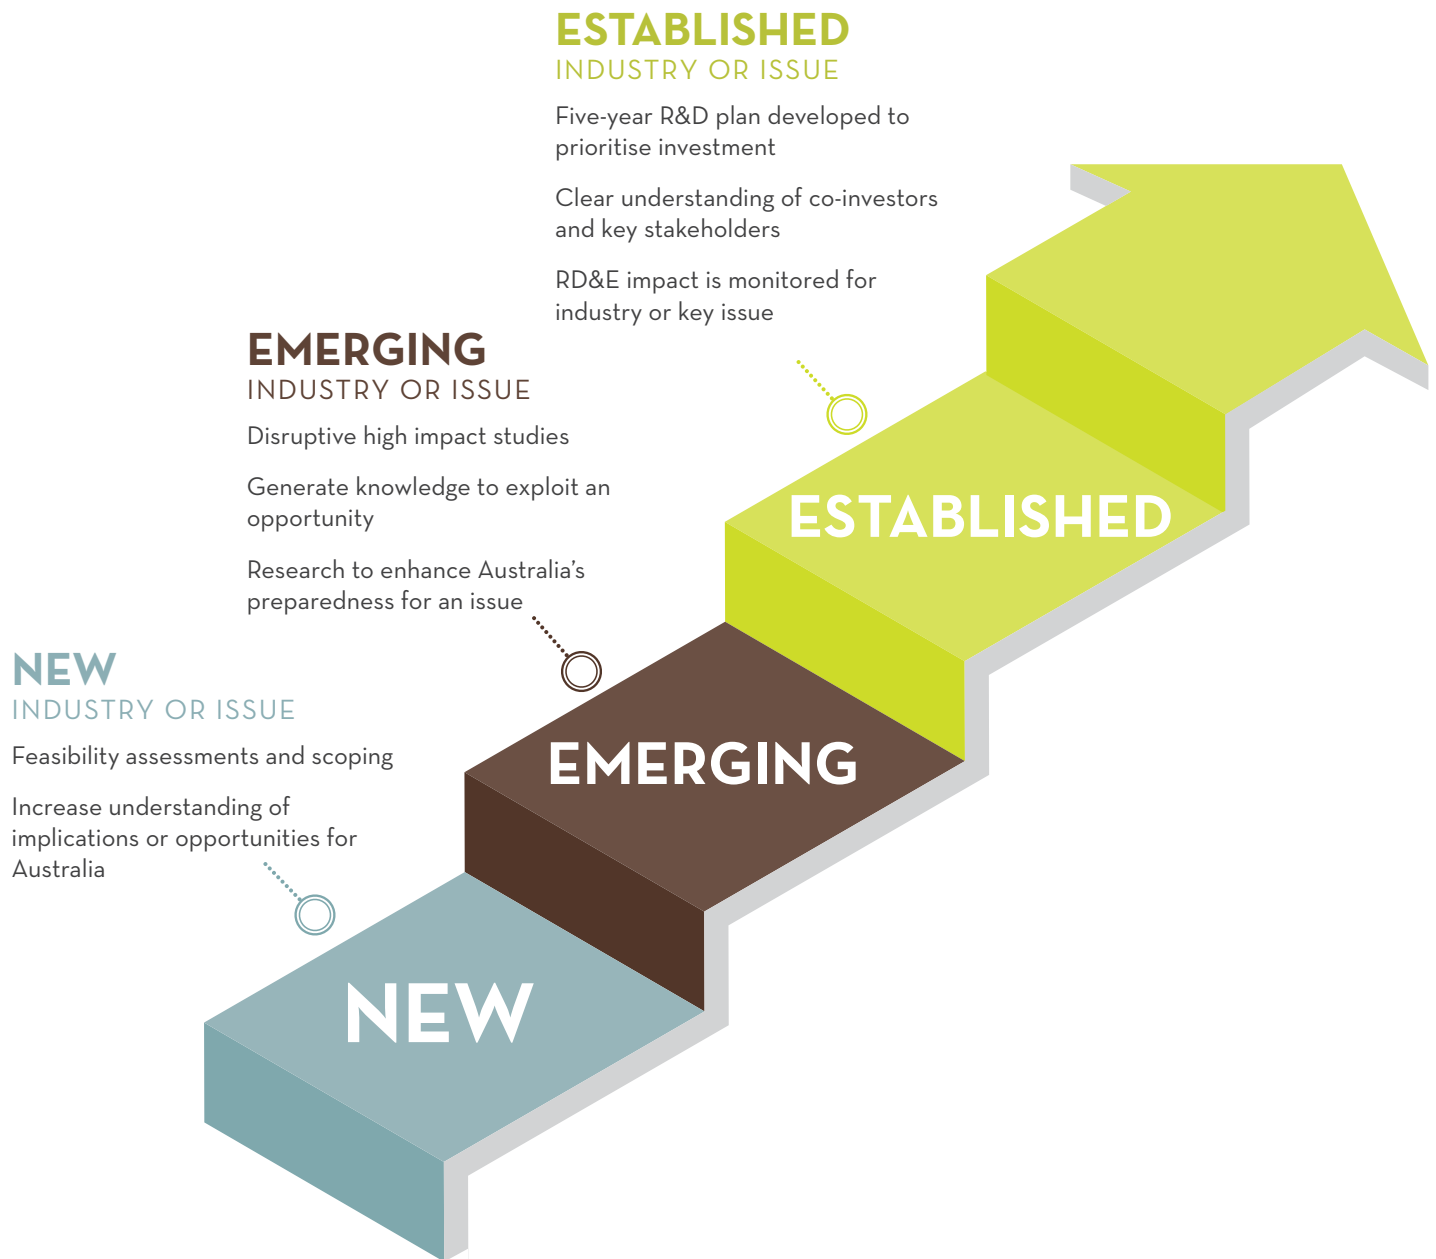 ESTABLISHED
INDUSTRY OR ISSUE
Five-year R&D plan developed to
prioritise investment
Clear understanding of co-investors
and key stakeholders
RD&E impact is monitored for
industry or key issue
EMERGING
INDUSTRY OR ISSUE
Disruptive high impact studies
Generate knowledge to exploit an
opportunity
Research to enhance Australia’s
preparedness for an issue
NEW
INDUSTRY OR ISSUE
Feasibility assessments and scoping
Increase understanding of
implications or opportunities for
Australia
ESTABLISHED
EMERGING
NEW